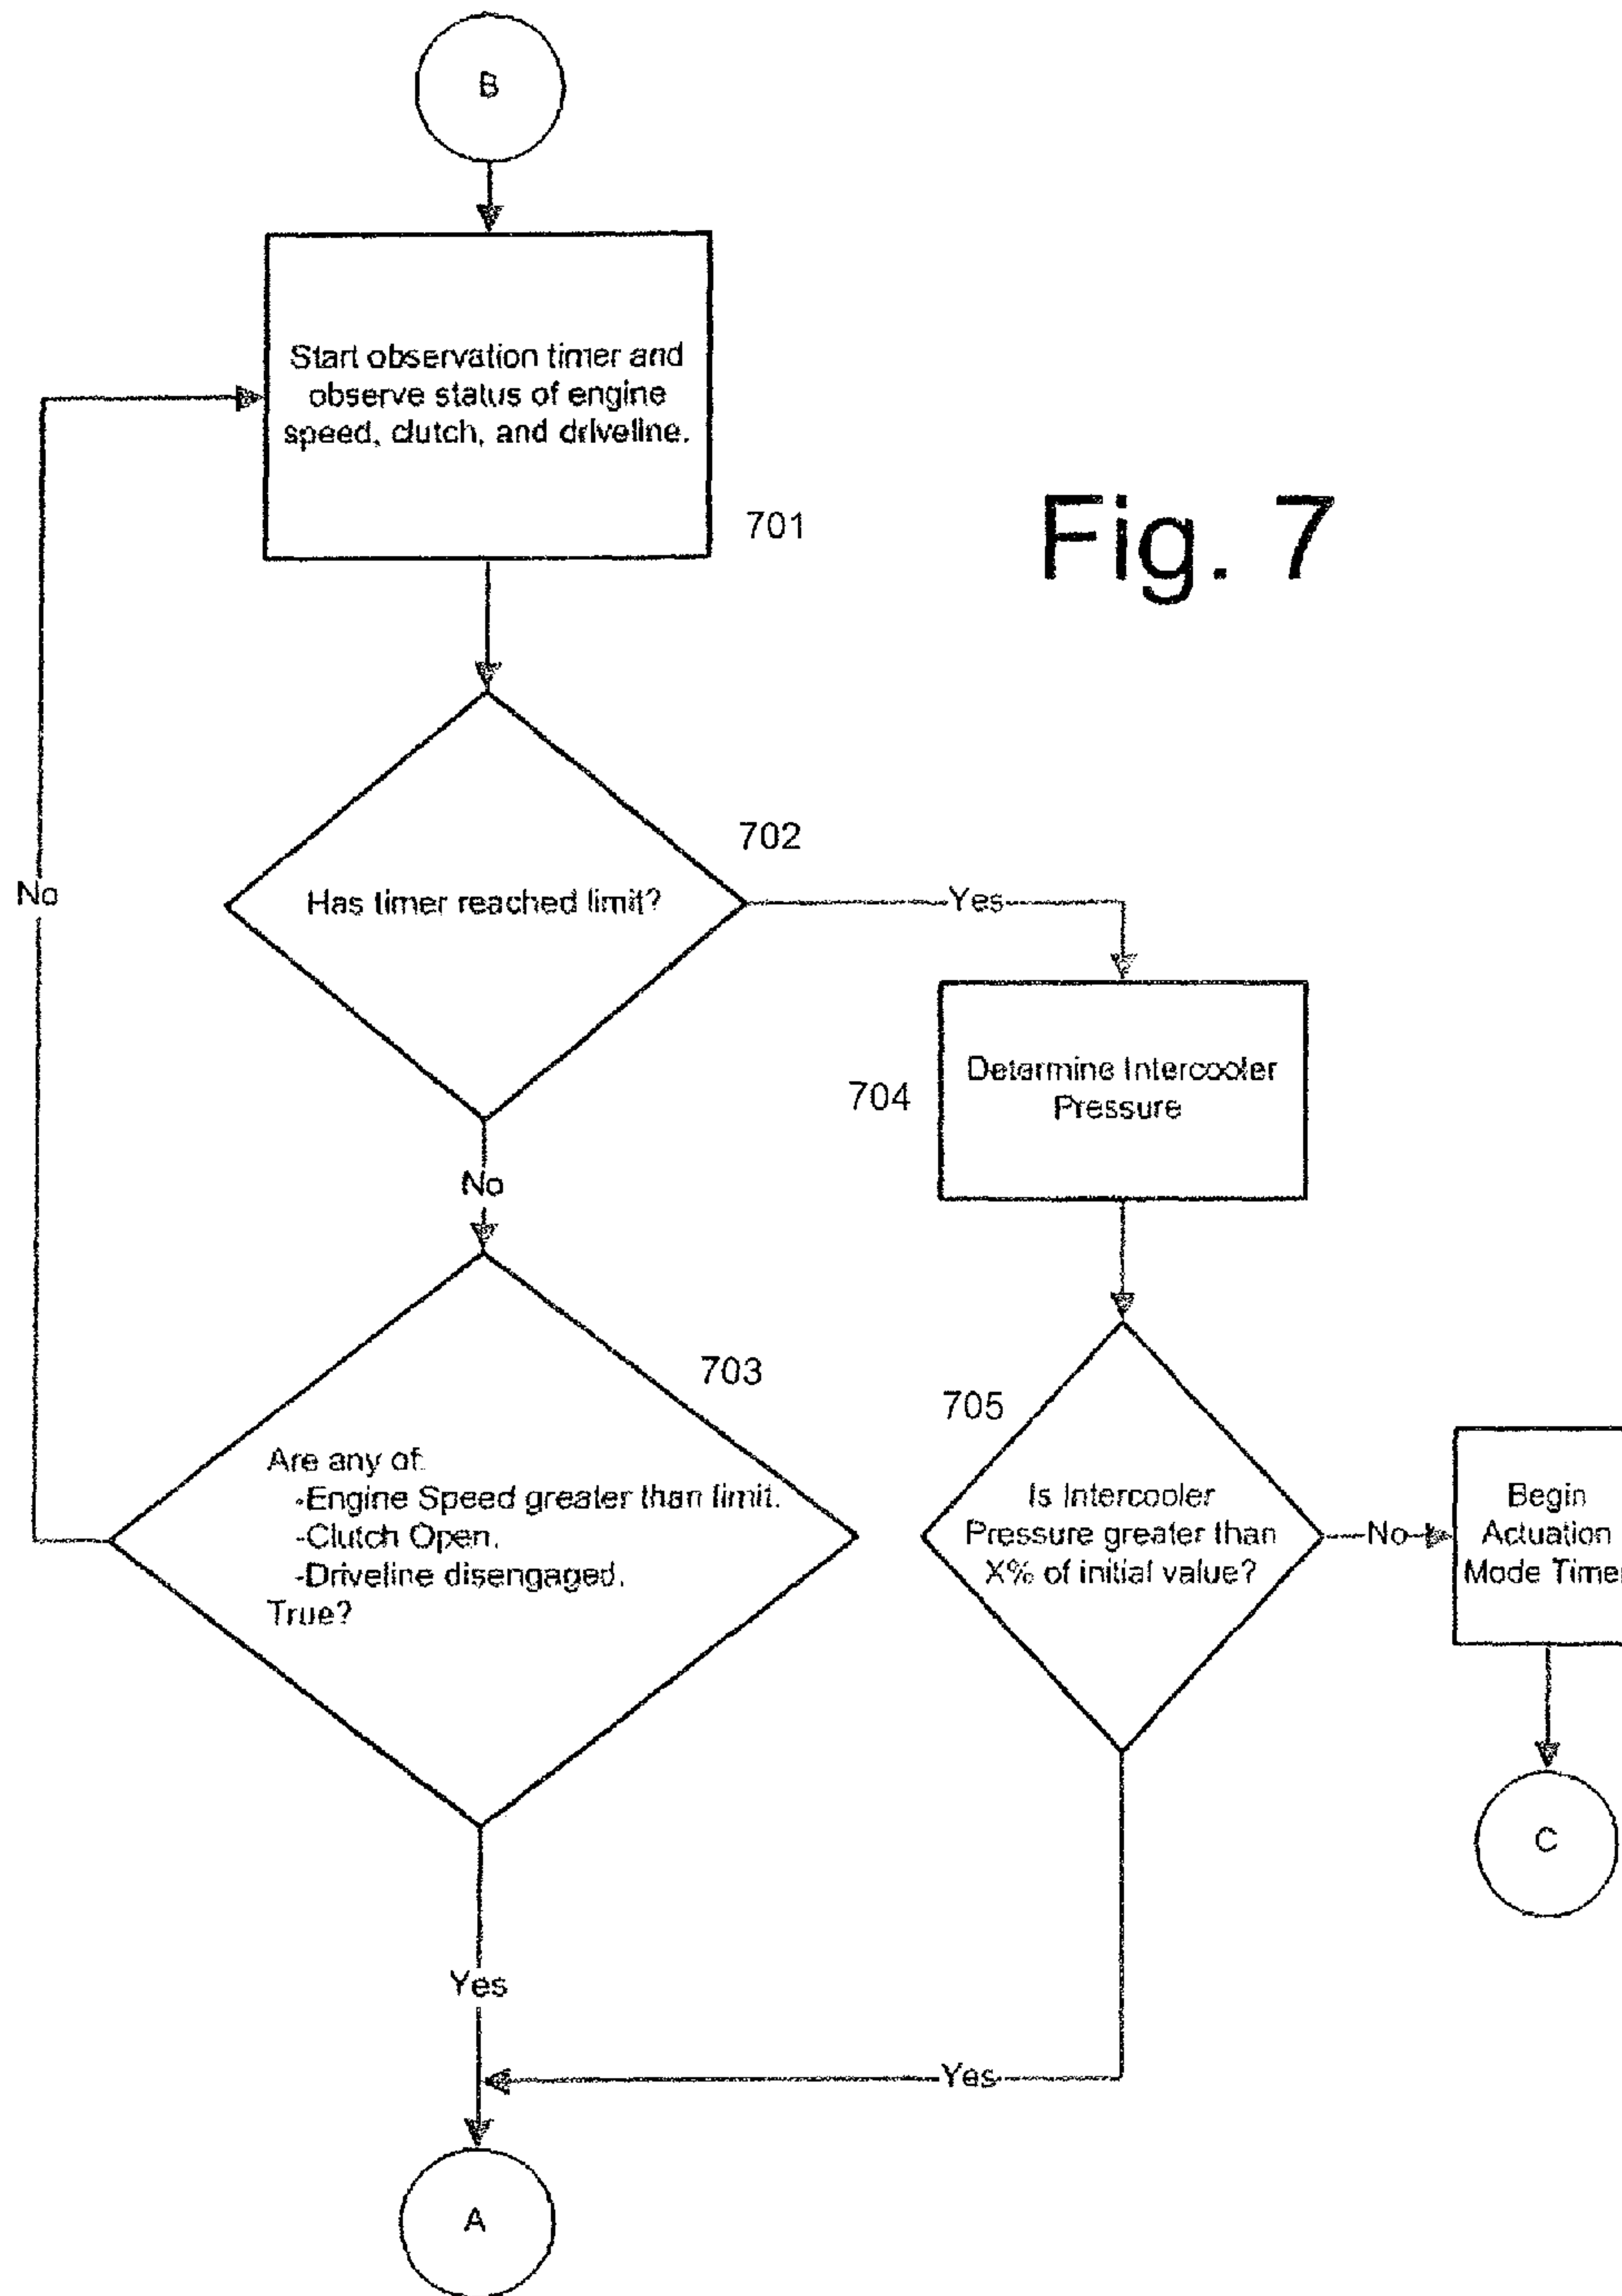 B
Start observation timer and
observe status of engine
speed, clutch, and driveline.
701
Fig. 7
702
Has timer reached limit?
Yes
No
No
704
Determine Intercooler
Pressure
703
Are any of:
-Engine Speed greater than limit.
-Clutch Open.
-Driveline disengaged.
True?
705
Is Intercooler
Pressure greater than
X% of initial value?
No
Begin
Actuation
Mode Timer
C
Yes
Yes
A